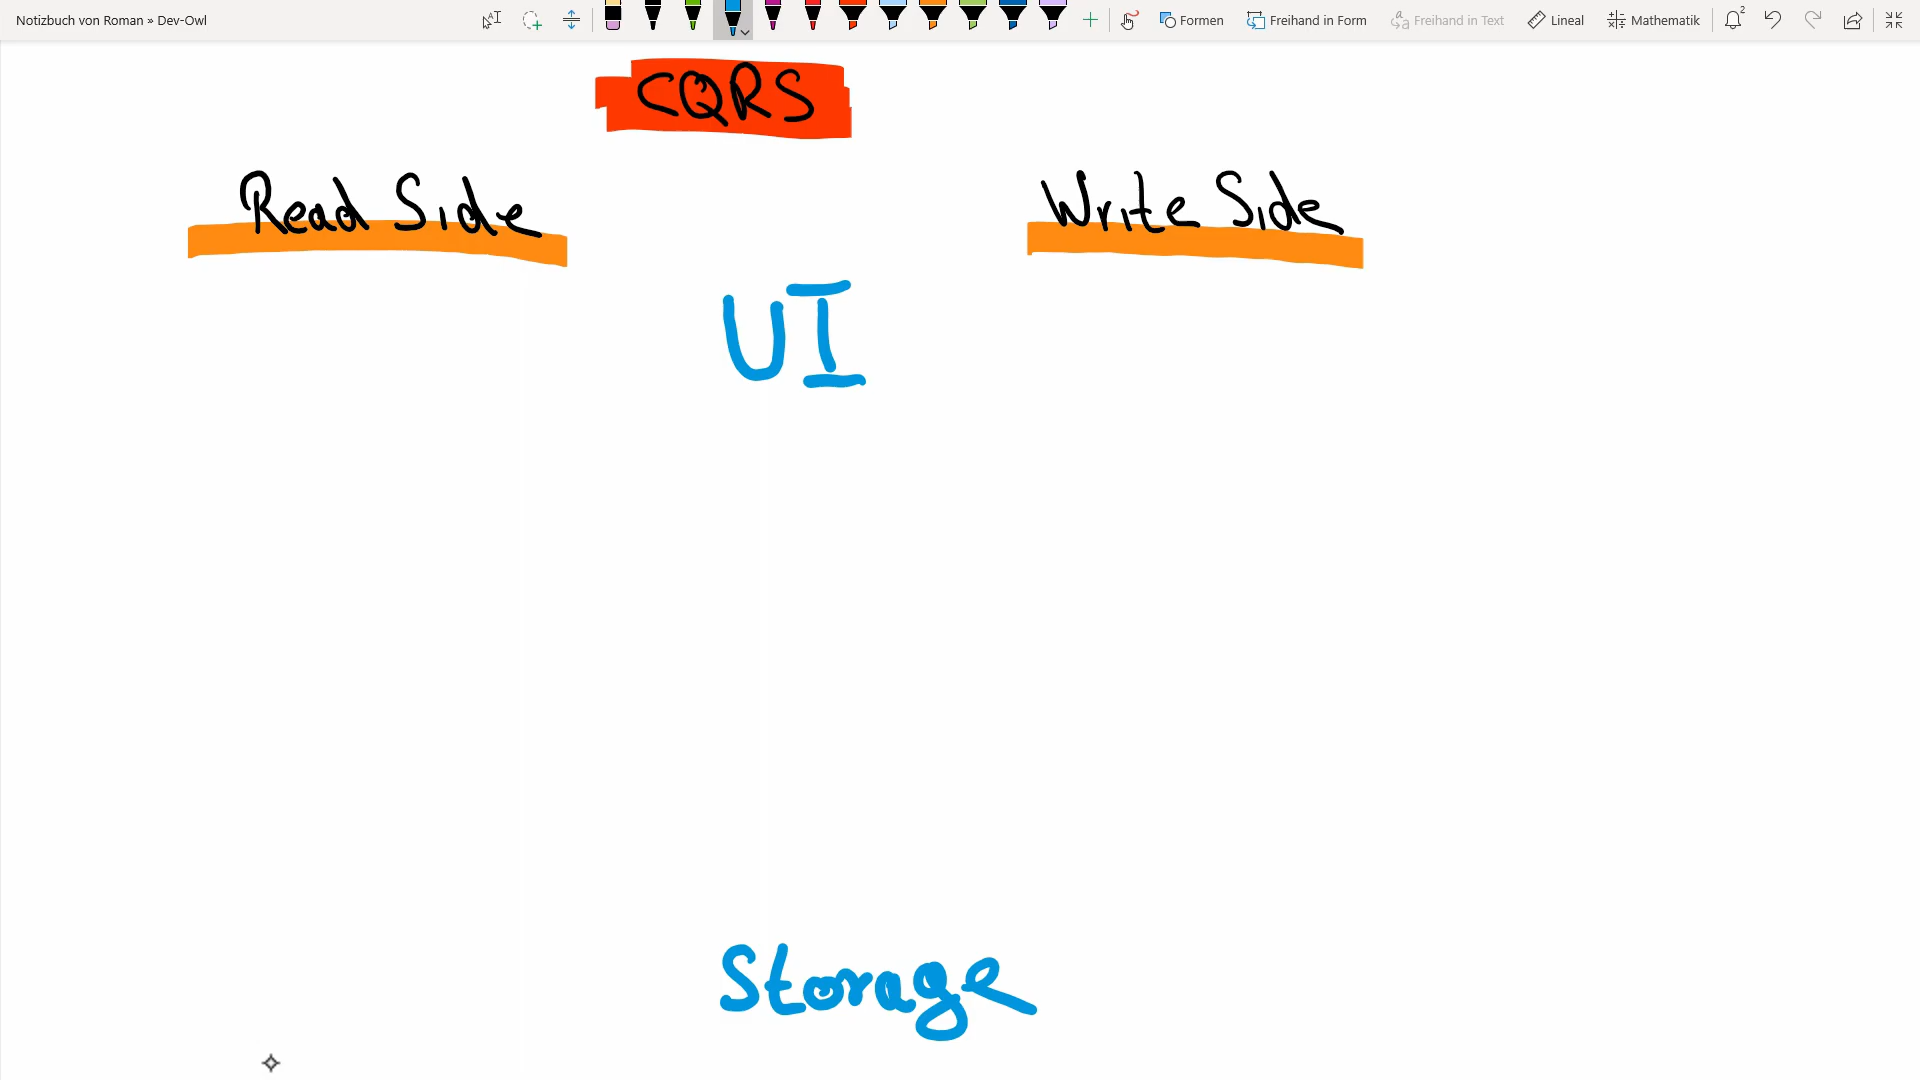 Notizbuch von Roman » Dev-Owl
Formen
Freihand in Form
Freihand in Text
Lineal
Mathematik
2
CQRS
Read Side
Write Side
UI
Storage